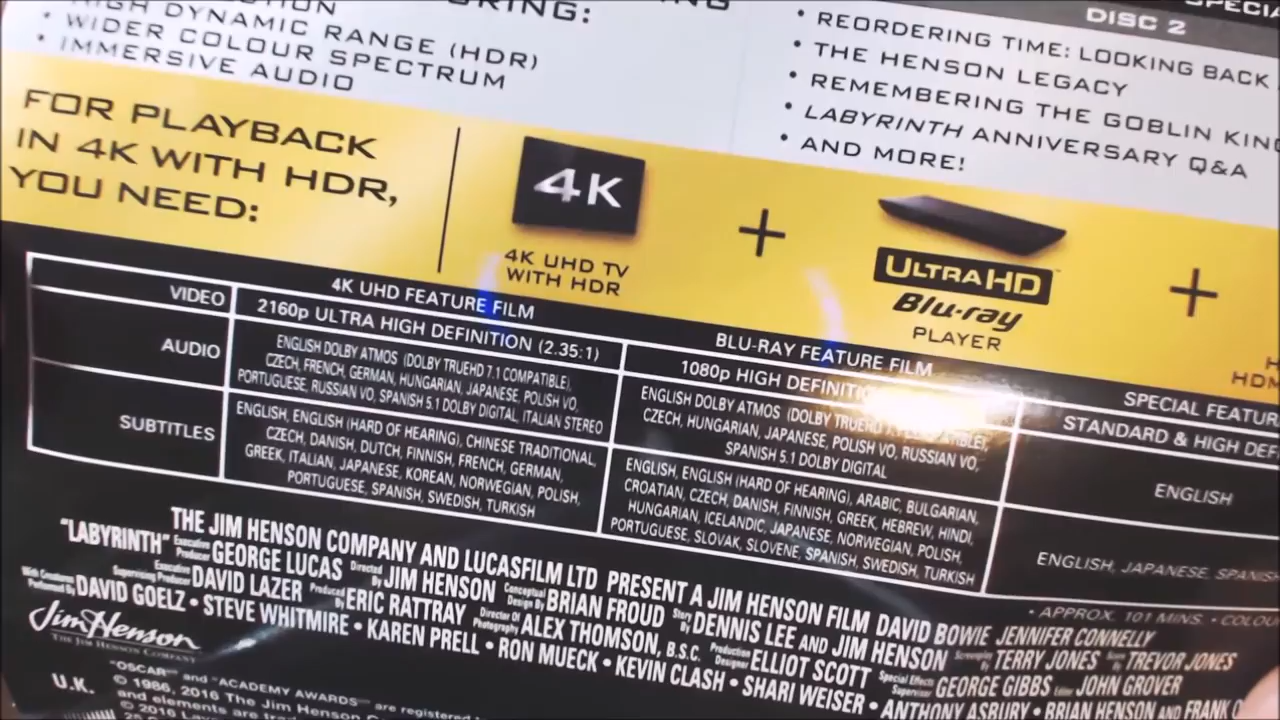 HIGH DYNAMIC RANGE (HDR)
• WIDER COLOUR SPECTRUM
• IMMERSIVE AUDIO
SPECIAL
DISC 2
• REORDERING TIME: LOOKING BACK
• THE HENSON LEGACY
• REMEMBERING THE GOBLIN KING
• LABYRINTH ANNIVERSARY Q&A
• AND MORE!
FOR PLAYBACK
IN 4K WITH HDR,
YOU NEED:
4K
4K UHD TV
WITH HDR
+
ULTRA HD
Blu-ray
PLAYER
+
4K UHD FEATURE FILM
VIDEO
2160p ULTRA HIGH DEFINITION (2.35:1)
AUDIO
ENGLISH DOLBY ATMOS (DOLBY TRUEHD 7.1 COMPATIBLE),
CZECH, FRENCH, GERMAN, HUNGARIAN, JAPANESE, POLISH VO,
PORTUGUESE, RUSSIAN VO, SPANISH 5.1 DOLBY DIGITAL, ITALIAN STEREO
SUBTITLES
ENGLISH, ENGLISH (HARD OF HEARING), CHINESE TRADITIONAL,
CZECH, DANISH, DUTCH, FINNISH, FRENCH, GERMAN,
GREEK, ITALIAN, JAPANESE, KOREAN, NORWEGIAN, POLISH,
PORTUGUESE, SPANISH, SWEDISH, TURKISH
BLU-RAY FEATURE FILM
1080p HIGH DEFINITION
ENGLISH DOLBY ATMOS (DOLBY TRUEHD
CZECH, HUNGARIAN, JAPANESE, POLISH VO, RUSSIAN VO,
SPANISH 5.1 DOLBY DIGITAL
ENGLISH, ENGLISH (HARD OF HEARING), ARABIC, BULGARIAN,
CROATIAN, CZECH, DANISH, FINNISH, GREEK, HEBREW, HINDI,
HUNGARIAN, ICELANDIC, JAPANESE, NORWEGIAN, POLISH,
PORTUGUESE, SLOVAK, SLOVENE, SPANISH, SWEDISH, TURKISH
SPECIAL FEATUR
STANDARD & HIGH DEF
ENGLISH
ENGLISH, JAPANESE, SPANISH
• APPROX. 101 MINS. • COLOU
THE JIM HENSON COMPANY AND LUCASFILM LTD PRESENT A JIM HENSON FILM DAVID BOWIE JENNIFER CONNELLY
"LABYRINTH" Executive Producer GEORGE LUCAS Directed By JIM HENSON Conceptual Design By BRIAN FROUD Story By DENNIS LEE AND JIM HENSON Screenplay By TERRY JONES Score By TREVOR JONES
Executive Supervising Producer DAVID LAZER Produced By ERIC RATTRAY Director Of Photography ALEX THOMSON, B.S.C. Production Designer ELLIOT SCOTT Special Effects Supervisor GEORGE GIBBS Editor JOHN GROVER
With Creatures Performed By DAVID GOELZ • STEVE WHITMIRE • KAREN PRELL • RON MUECK • KEVIN CLASH • SHARI WEISER • ANTHONY ASBURY • BRIAN HENSON AND FRANK O
Jim Henson
THE JIM HENSON COMPANY
U.K.
"OSCAR®" and "ACADEMY AWARDS®" are registered
© 1986, 2016 The Jim Henson
and elements are
© 2016